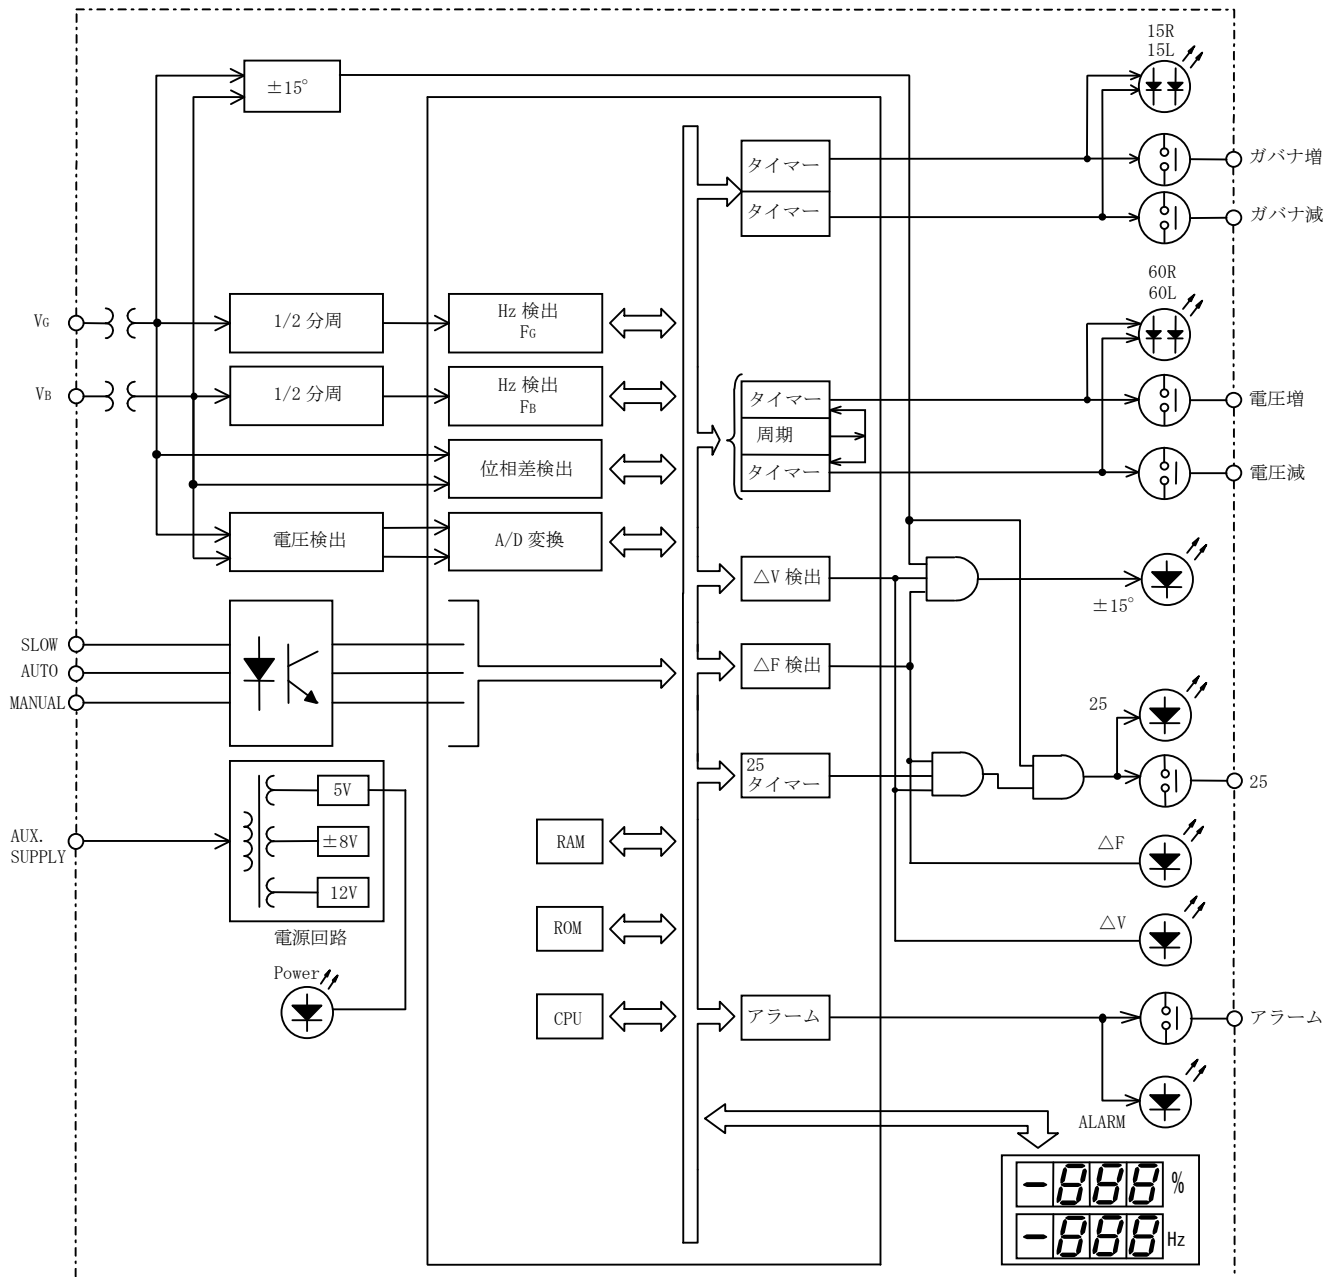 15R
15L
±15°
タイマー
ガバナ増
タイマー
ガバナ減
60R
60L
VG
1/2 分周
Hz 検出
FG
VB
1/2 分周
Hz 検出
FB
タイマー
電圧増
周期
位相差検出
タイマー
電圧減
電圧検出
A/D 変換
△V 検出
±15°
SLOW
AUTO
MANUAL
△F 検出
25
25
タイマー
25
5V
AUX.
SUPPLY
±8V
12V
電源回路
RAM
△F
ROM
△V
Power
CPU
アラーム
アラーム
ALARM
-888 %
-888 Hz